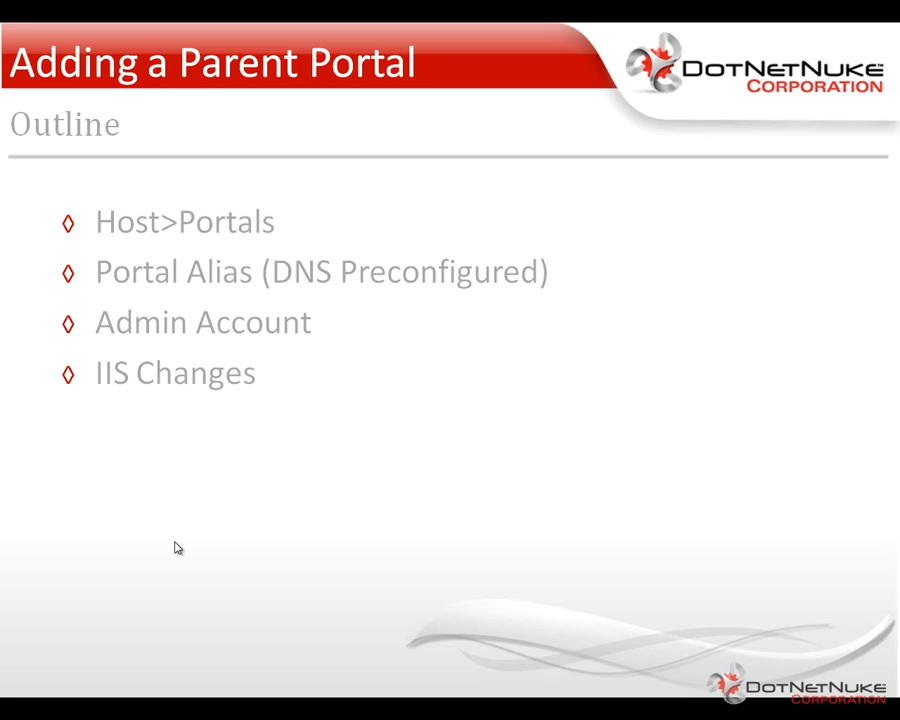 Adding a Parent Portal
DOTNETNUKE
CORPORATION
Outline
◊ Host>Portals
◊ Portal Alias (DNS Preconfigured)
◊ Admin Account
◊ IIS Changes
DOTNETNUKE
CORPORATION